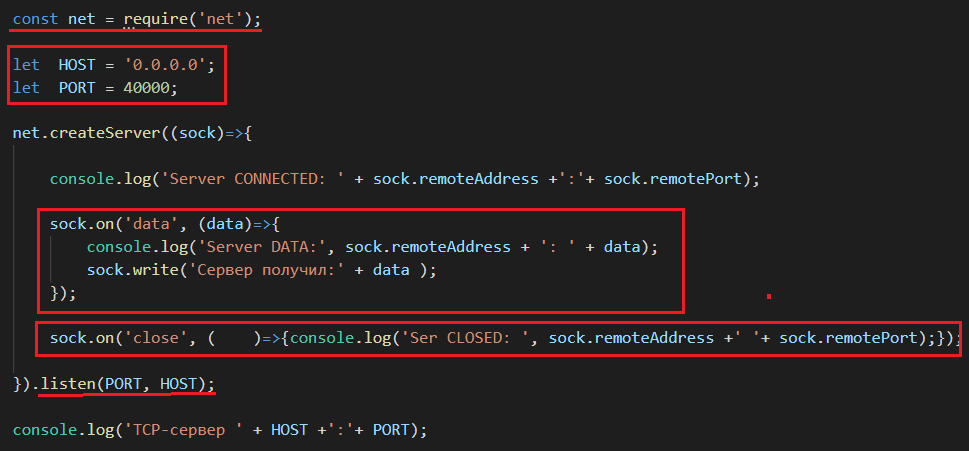 const net = require('net');
let  HOST = '0.0.0.0';
let  PORT = 40000;
net.createServer((sock)=>{
console.log('Server CONNECTED: ' + sock.remoteAddress +':'+ sock.remotePort);
sock.on('data', (data)=>{
console.log('Server DATA:', sock.remoteAddress + ': ' + data);
sock.write('Сервер получил:' + data );
});
sock.on('close', (    )=>{console.log('Ser CLOSED: ', sock.remoteAddress +' '+ sock.remotePort);});
}).listen(PORT, HOST);
console.log('TCP-сервер ' + HOST +':'+ PORT);